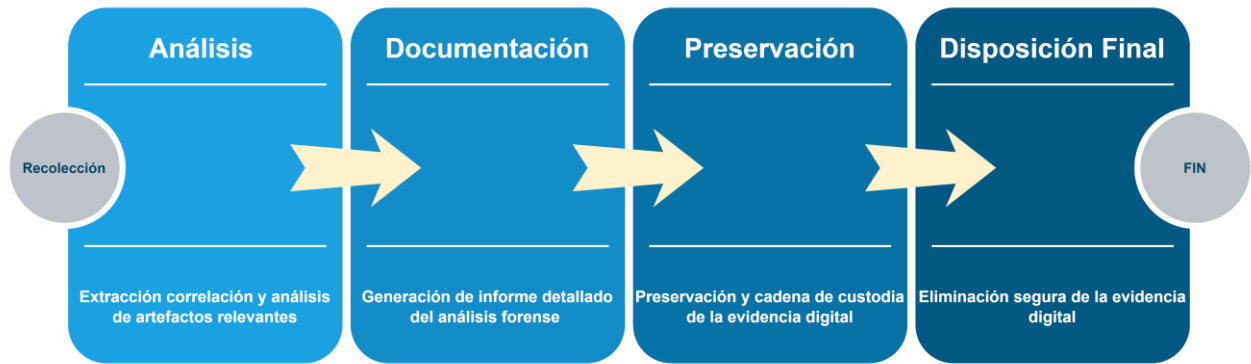 Análisis
Documentación
Preservación
Disposición Final
Recolección
FIN
Extracción correlación y análisis
de artefactos relevantes
Generación de informe detallado
del análisis forense
Preservación y cadena de custodia
de la evidencia digital
Eliminación segura de la evidencia
digital